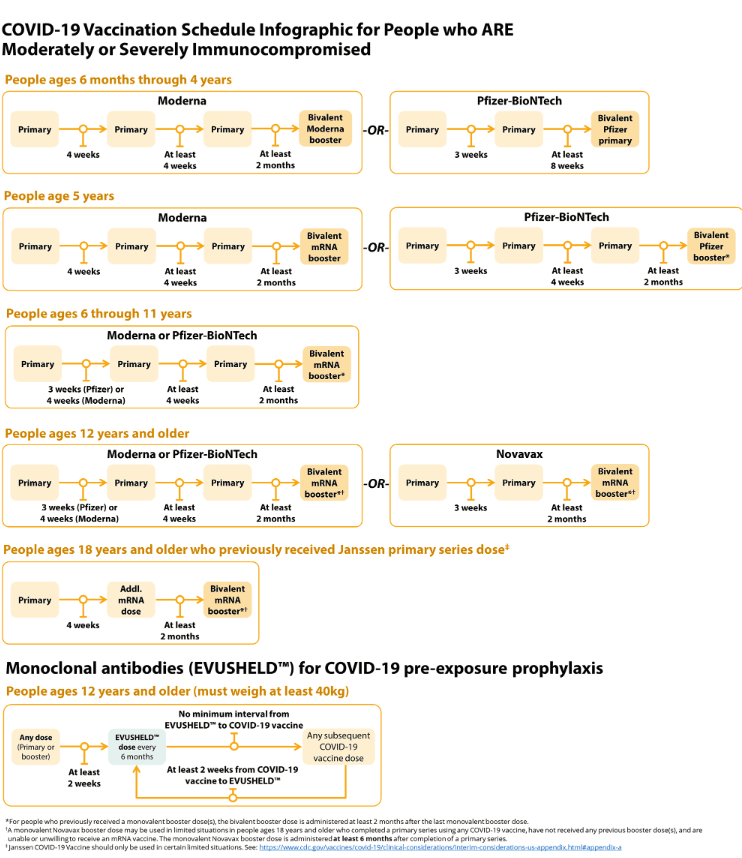 COVID-19 Vaccination Schedule Infographic for People who ARE
Moderately or Severely Immunocompromised
People ages 6 months through 4 years
Moderna
Primary
Primary
Primary
Bivalent
Moderna
booster
4 weeks
At least
4 weeks
At least
2 months
-OR-
Pfizer-BioNTech
Primary
Primary
Bivalent
Pfizer
primary
3 weeks
At least
8 weeks
People age 5 years
Moderna
Primary
Primary
Primary
Bivalent
mRNA
booster
4 weeks
At least
4 weeks
At least
2 months
-OR-
Pfizer-BioNTech
Primary
Primary
Primary
Bivalent
Pfizer
booster*
3 weeks
At least
4 weeks
At least
2 months
People ages 6 through 11 years
Moderna or Pfizer-BioNTech
Primary
Primary
Primary
Bivalent
mRNA
booster*
3 weeks (Pfizer) or
4 weeks (Moderna)
At least
4 weeks
At least
2 months
People ages 12 years and older
Moderna or Pfizer-BioNTech
Primary
Primary
Primary
Bivalent
mRNA
booster*†
3 weeks (Pfizer) or
4 weeks (Moderna)
At least
4 weeks
At least
2 months
-OR-
Novavax
Primary
Primary
Bivalent
mRNA
booster*†
3 weeks
At least
2 months
People ages 18 years and older who previously received Janssen primary series dose‡
Primary
Addl.
mRNA
dose
Bivalent
mRNA
booster*†
4 weeks
At least
2 months
Monoclonal antibodies (EVUSHELD™) for COVID-19 pre-exposure prophylaxis
People ages 12 years and older (must weigh at least 40kg)
Any dose
(Primary or
booster)
At least
2 weeks
EVUSHELD™
dose every
6 months
No minimum interval from
EVUSHELD™ to COVID-19 vaccine
Any subsequent
COVID-19
vaccine dose
At least 2 weeks from COVID-19
vaccine to EVUSHELD™
*For people who previously received a monovalent booster dose(s), the bivalent booster dose is administered at least 2 months after the last monovalent booster dose.
†A monovalent Novavax booster dose may be used in limited situations in people ages 18 years and older who completed a primary series using any COVID-19 vaccine, have not received any previous booster dose(s), and are
unable or unwilling to receive an mRNA vaccine. The monovalent Novavax booster dose is administered at least 6 months after completion of a primary series.
‡Janssen COVID-19 Vaccine should only be used in certain limited situations. See: https://www.cdc.gov/vaccines/covid-19/clinical-considerations/interim-considerations-us-appendix.html#appendix-a